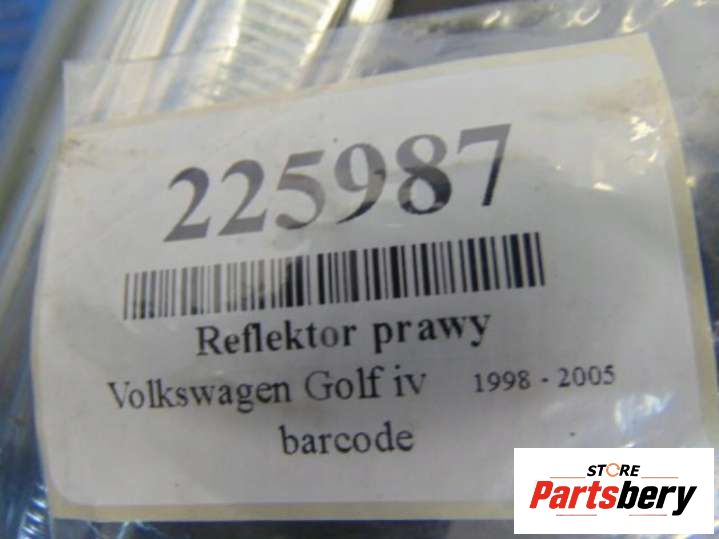 225987
Reflektor prawy
Volkswagen Golf iv 1998 - 2005
barcode
STORE
Partsbery